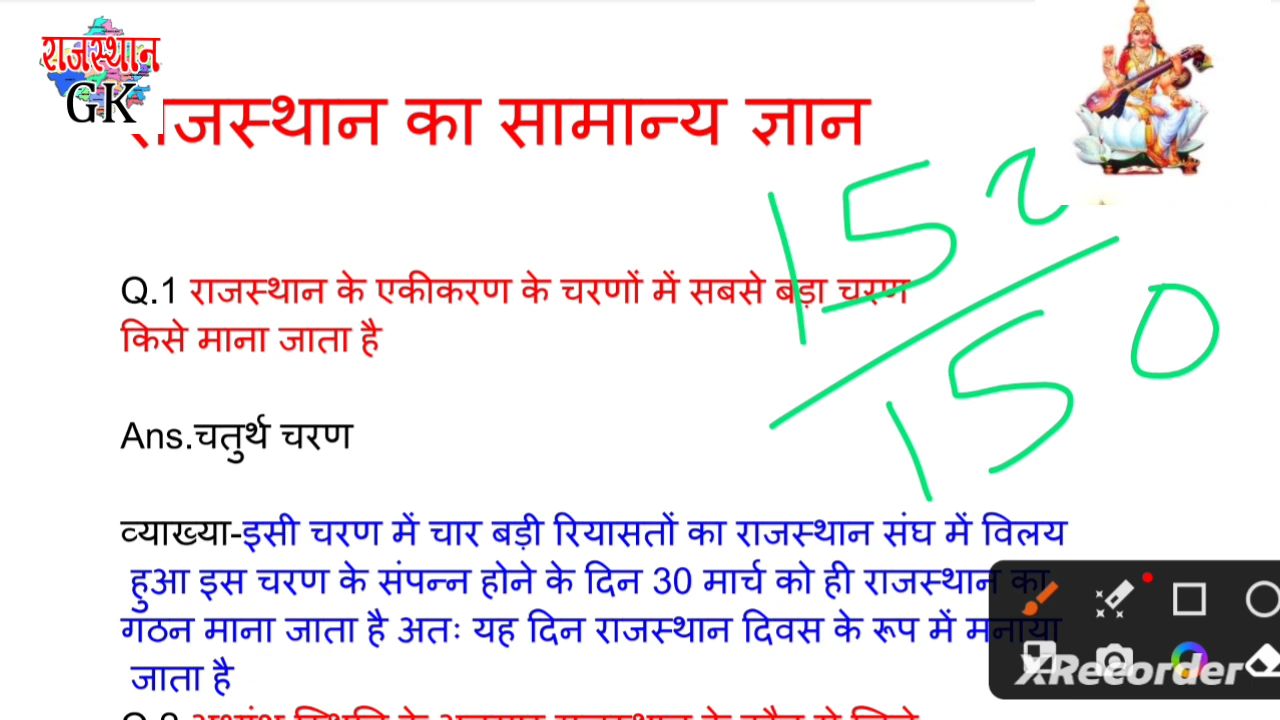 राजस्थान
GK
राजस्थान का सामान्य ज्ञान
152
150
Q.1 राजस्थान के एकीकरण के चरणों में सबसे बड़ा चरण
किसे माना जाता है
Ans.चतुर्थ चरण
व्याख्या-इसी चरण में चार बड़ी रियासतों का राजस्थान संघ में विलय
हुआ इस चरण के संपन्न होने के दिन 30 मार्च को ही राजस्थान का
गठन माना जाता है अतः यह दिन राजस्थान दिवस के रूप में मनाया
जाता है
XRecorder